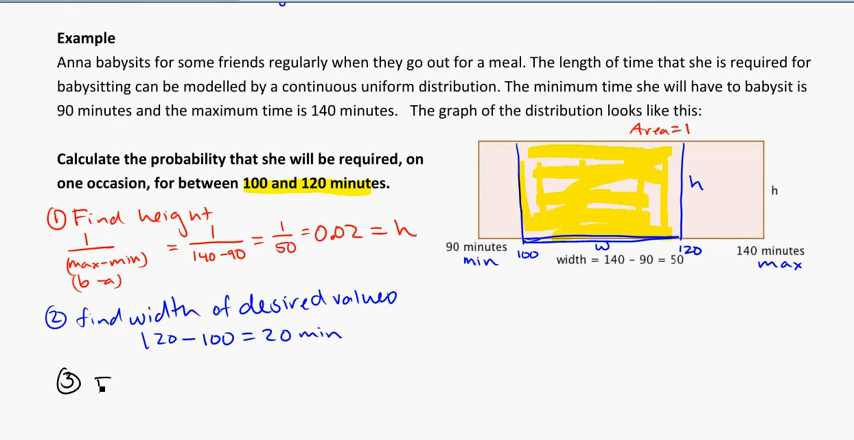 Example
Anna babysits for some friends regularly when they go out for a meal. The length of time that she is required for
babysitting can be modelled by a continuous uniform distribution. The minimum time she will have to babysit is
90 minutes and the maximum time is 140 minutes. The graph of the distribution looks like this:
Area=1
Calculate the probability that she will be required, on
one occasion, for between 100 and 120 minutes.
① Find height
1/(max-min) = 1/140-90 = 1/50 = 0.02 = h
(b-a)
h
h
90 minutes
min
100
w
width = 140 - 90 = 50
120
140 minutes
max
② find width of desired values
120-100 = 20 min
③